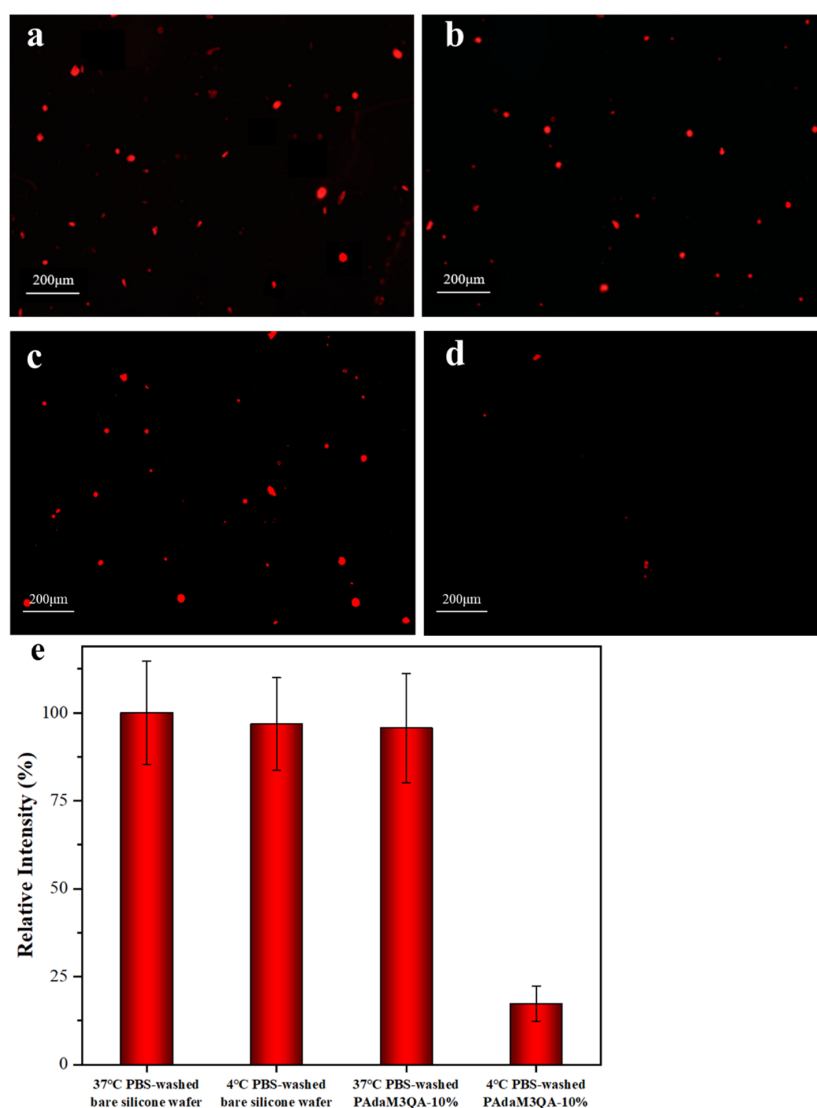 a
b
200μm
200μm
c
d
200μm
200μm
e
Relative Intensity (%)
100
75
50
25
0
37°C PBS-washed
bare silicone wafer
4°C PBS-washed
bare silicone wafer
37°C PBS-washed
PAdaM3QA-10%
4°C PBS-washed
PAdaM3QA-10%